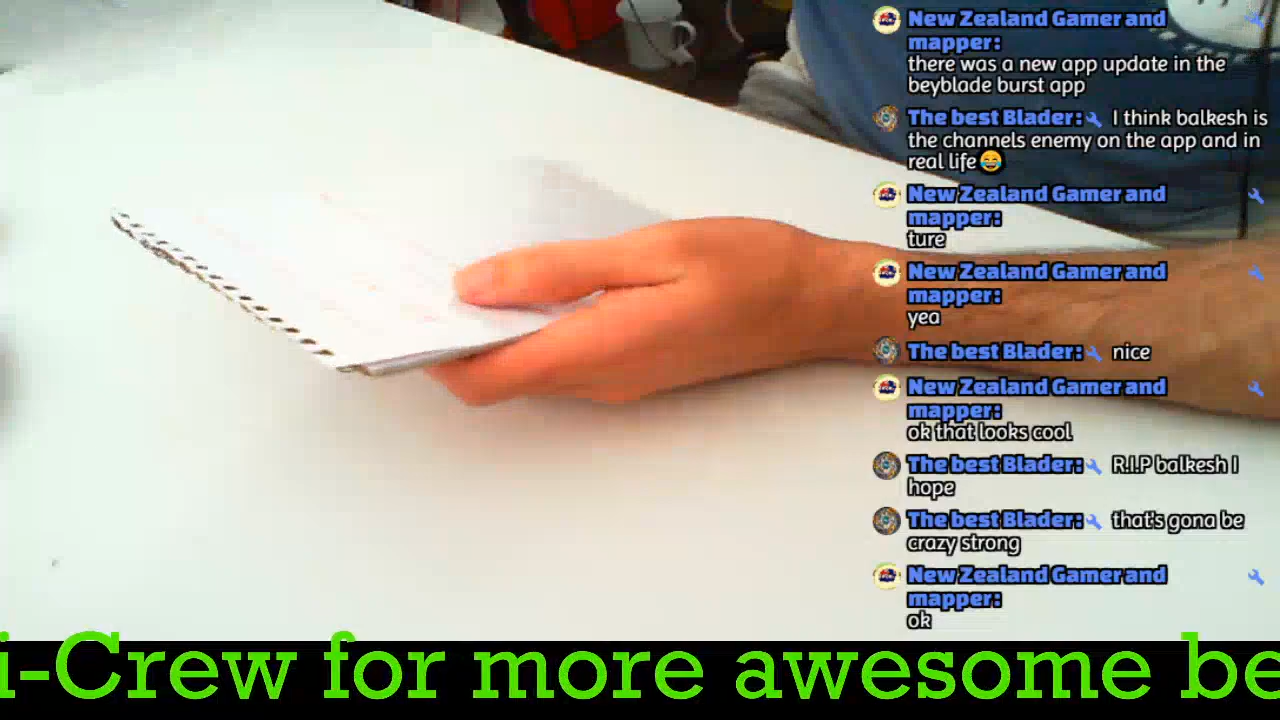 New Zealand Gamer and
mapper:
there was a new app update in the
beyblade burst app
The best Blader: I think balkesh is
the channels enemy on the app and in
real life😂
New Zealand Gamer and
mapper:
ture
New Zealand Gamer and
mapper:
yea
The best Blader: nice
New Zealand Gamer and
mapper:
ok that looks cool
The best Blader: R.I.P balkesh I
hope
The best Blader: that's gona be
crazy strong
New Zealand Gamer and
mapper:
ok
i-Crew for more awesome be